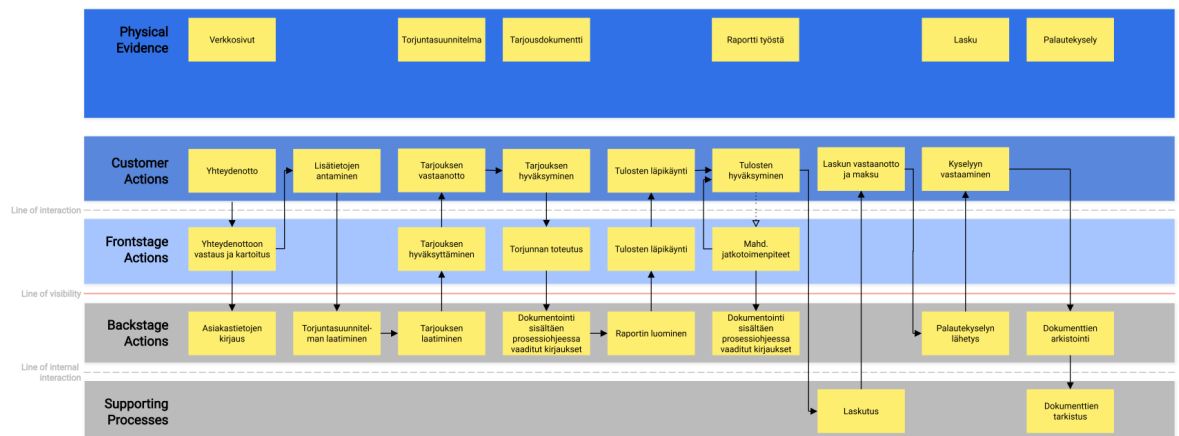 Physical
Evidence
Verkkosivut
Torjuntasuunnitelma
Tarjousdokumentti
Raportti työstä
Lasku
Palautekysely
Customer
Actions
Yhteydenotto
Lisätietojen
antaminen
Tarjouksen
vastaanotto
Tarjouksen
hyväksyminen
Tulosten läpikäynti
Tulosten
hyväksyminen
Laskun vastaanotto
ja maksu
Kyselyyn
vastaaminen
Line of interaction
Frontstage
Actions
Yhteydenottoon
vastaus ja kartoitus
Tarjouksen
hyväksyttäminen
Torjunnan toteutus
Tulosten läpikäynti
Mahd.
jatkotoimenpiteet
Line of visibility
Backstage
Actions
Asiakastietojen
kirjaus
Torjuntasuunnitel-
man laatiminen
Tarjouksen
laatiminen
Dokumentointi
sisältäen
prosessiohjeessa
vaaditut kirjaukset
Raportin luominen
Dokumentointi
sisältäen
prosessiohjeessa
vaaditut kirjaukset
Palautekyselyn
lähetys
Dokumenttien
arkistointi
Line of internal
interaction
Supporting
Processes
Laskutus
Dokumenttien
tarkistus